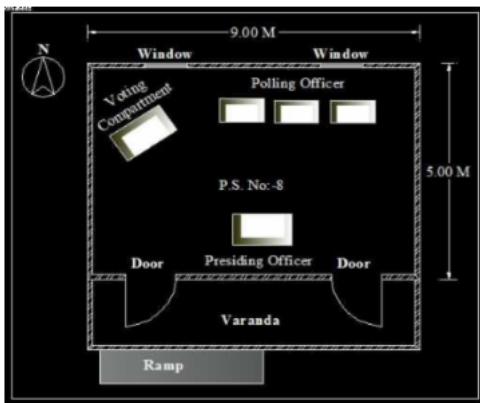 9.00 M
N
Window
Window
Voting
Compartment
Polling Officer
5.00 M
P.S. No:-8
Door
Presiding Officer
Door
Varanda
Ramp